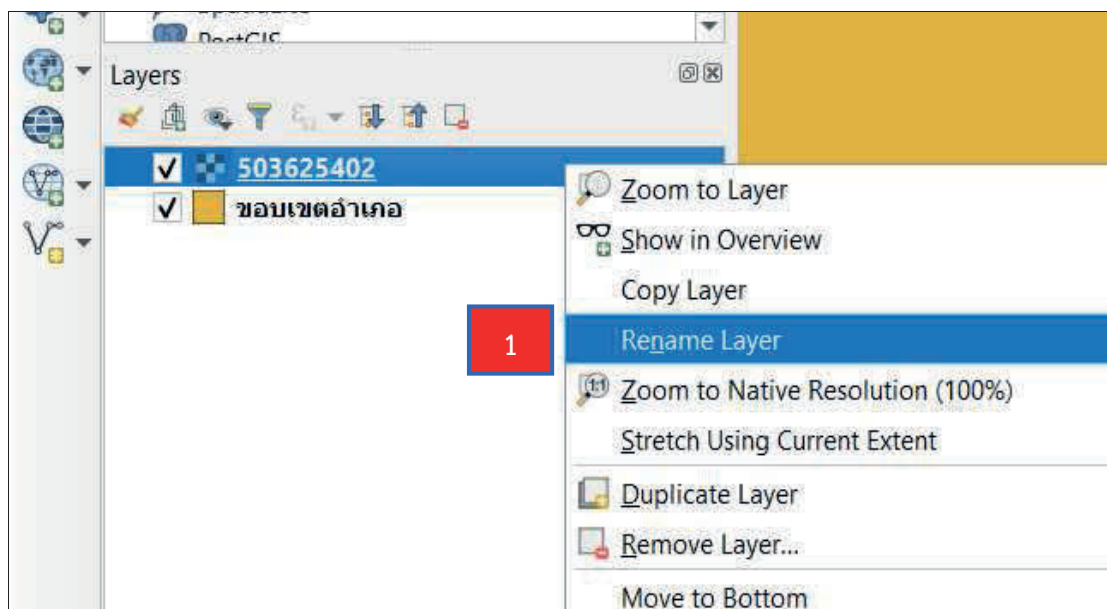 PostGIS
Layers
503625402
ขอบเขตอำเภอ
Zoom to Layer
Show in Overview
Copy Layer
1
Rename Layer
Zoom to Native Resolution (100%)
Stretch Using Current Extent
Duplicate Layer
Remove Layer...
Move to Bottom